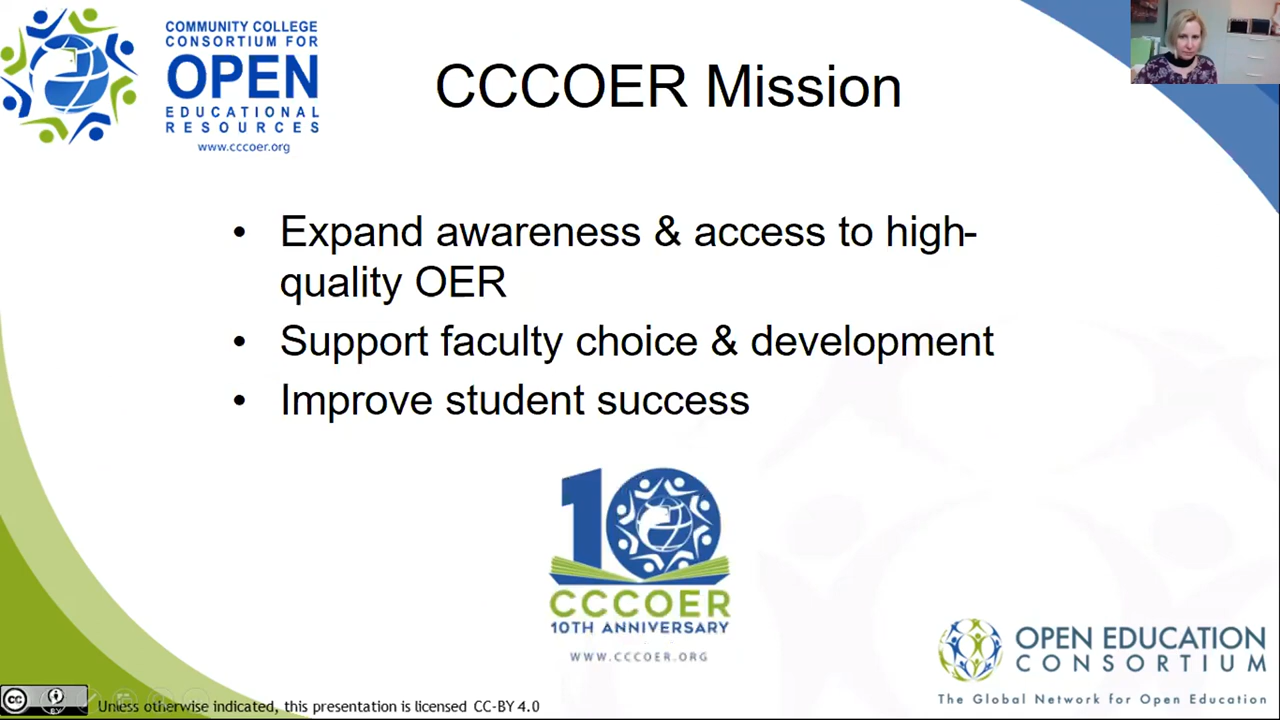 COMMUNITY COLLEGE
CONSORTIUM FOR
OPEN
EDUCATIONAL
RESOURCES
www.cccoer.org
CCCOER Mission
• Expand awareness & access to high-
quality OER
• Support faculty choice & development
• Improve student success
10
CCCOER
10TH ANNIVERSARY
WWW.CCCOER.ORG
OPEN EDUCATION
CONSORTIUM
The Global Network for Open Education
cc
BY
Unless otherwise indicated, this presentation is licensed CC-BY 4.0